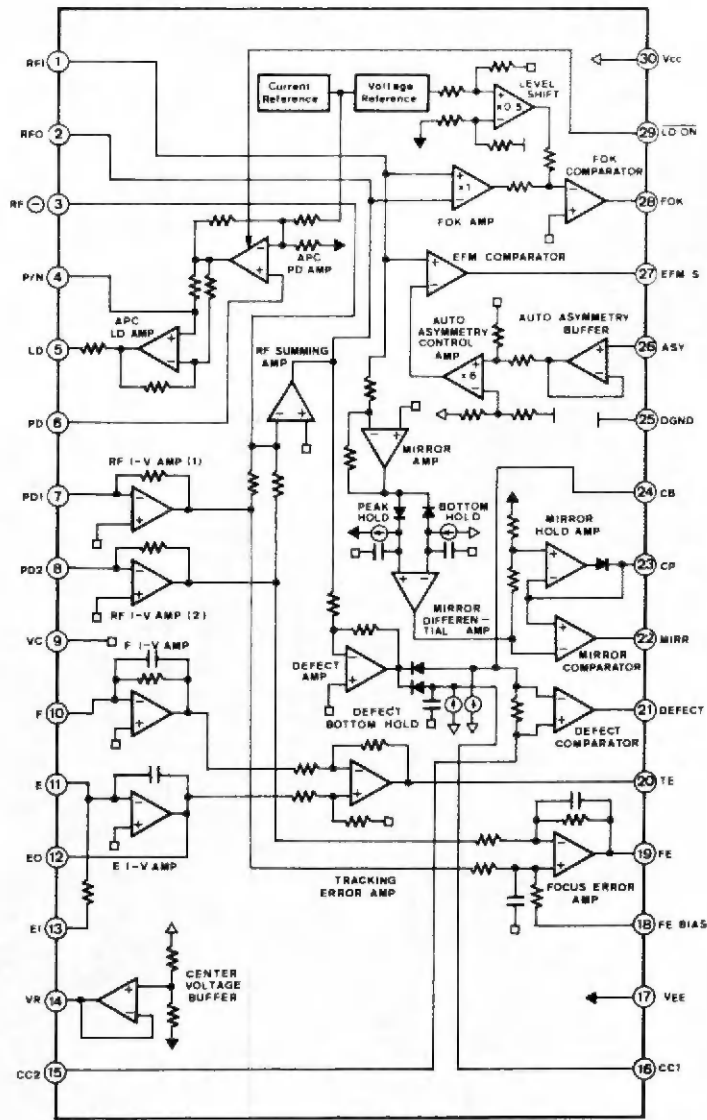 RFI 1
RFO 2
RF ⊖ 3
P/N 4
LD 5
PD 6
PD1 7
PD2 8
VC 9
F 10
E 11
EO 12
EI 13
VR 14
CC2 15
30 Vcc
29 LD ON
28 FOK
27 EFM S
26 ASY
25 DGND
24 CB
23 CP
22 MIRR
21 DEFECT
20 TE
19 FE
18 FE BIAS
17 VEE
16 CC1
Current
Reference
Voltage
Reference
LEVEL
SHIFT
+
×0.5
−
FOK
COMPARATOR
+
×1
−
FOK AMP
−
+
−
+
APC
PD AMP
EFM COMPARATOR
+
−
APC
LD AMP
+
−
AUTO
ASYMMETRY
CONTROL
AMP
AUTO ASYMMETRY
BUFFER
+
×6
−
+
−
RF SUMMING
AMP
− +
− +
MIRROR
AMP
RF I-V AMP (1)
−
+
PEAK
HOLD
BOTTOM
HOLD
MIRROR
HOLD AMP
+
−
−
+
RF I-V AMP (2)
+ −
MIRROR
DIFFEREN-
TIAL AMP
+
−
MIRROR
COMPARATOR
F I-V AMP
−
+
DEFECT
AMP
−
+
DEFECT
BOTTOM HOLD
−
+
DEFECT
COMPARATOR
−
+
E I-V AMP
−
+
TRACKING
ERROR AMP
−
+
FOCUS ERROR
AMP
CENTER
VOLTAGE
BUFFER
+
−